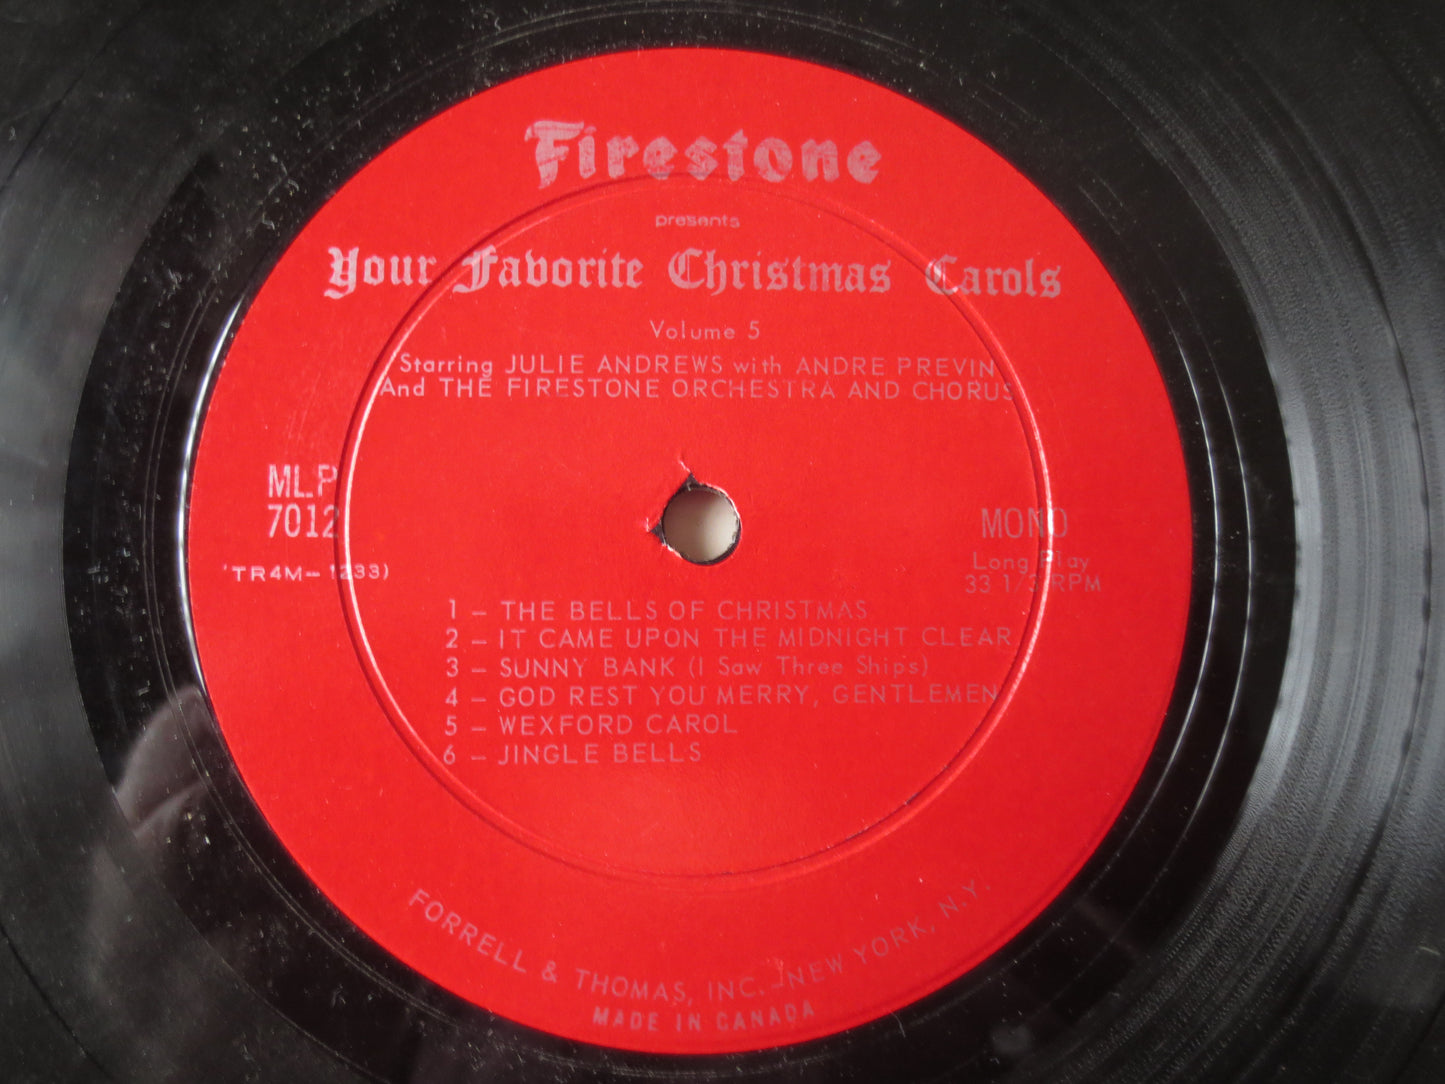 Firestone
presents
Your Favorite Christmas Carols
Volume 5
Starring JULIE ANDREWS with ANDRE PREVIN
And THE FIRESTONE ORCHESTRA AND CHORUS
MLP
7012
(TR4M-1233)
MONO
Long Play
33 1/3 RPM
1 - THE BELLS OF CHRISTMAS
2 - IT CAME UPON THE MIDNIGHT CLEAR
3 - SUNNY BANK (I Saw Three Ships)
4 - GOD REST YOU MERRY, GENTLEMEN
5 - WEXFORD CAROL
6 - JINGLE BELLS
FORRELL & THOMAS, INC. - NEW YORK, N.Y.
MADE IN CANADA